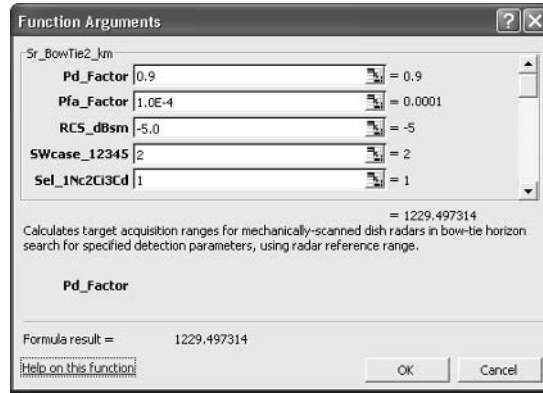 Function Arguments
Sr_BowTie2_km
Pd_Factor 0.9 = 0.9
Pfa_Factor 1.0E-4 = 0.0001
RCS_dBsm -5.0 = -5
SWcase_12345 2 = 2
Sel_1Nc2Ci3Cd 1 = 1
= 1229.497314
Calculates target acquisition ranges for mechanically-scanned dish radars in bow-tie horizon
search for specified detection parameters, using radar reference range.
Pd_Factor
Formula result = 1229.497314
Help on this function OK Cancel